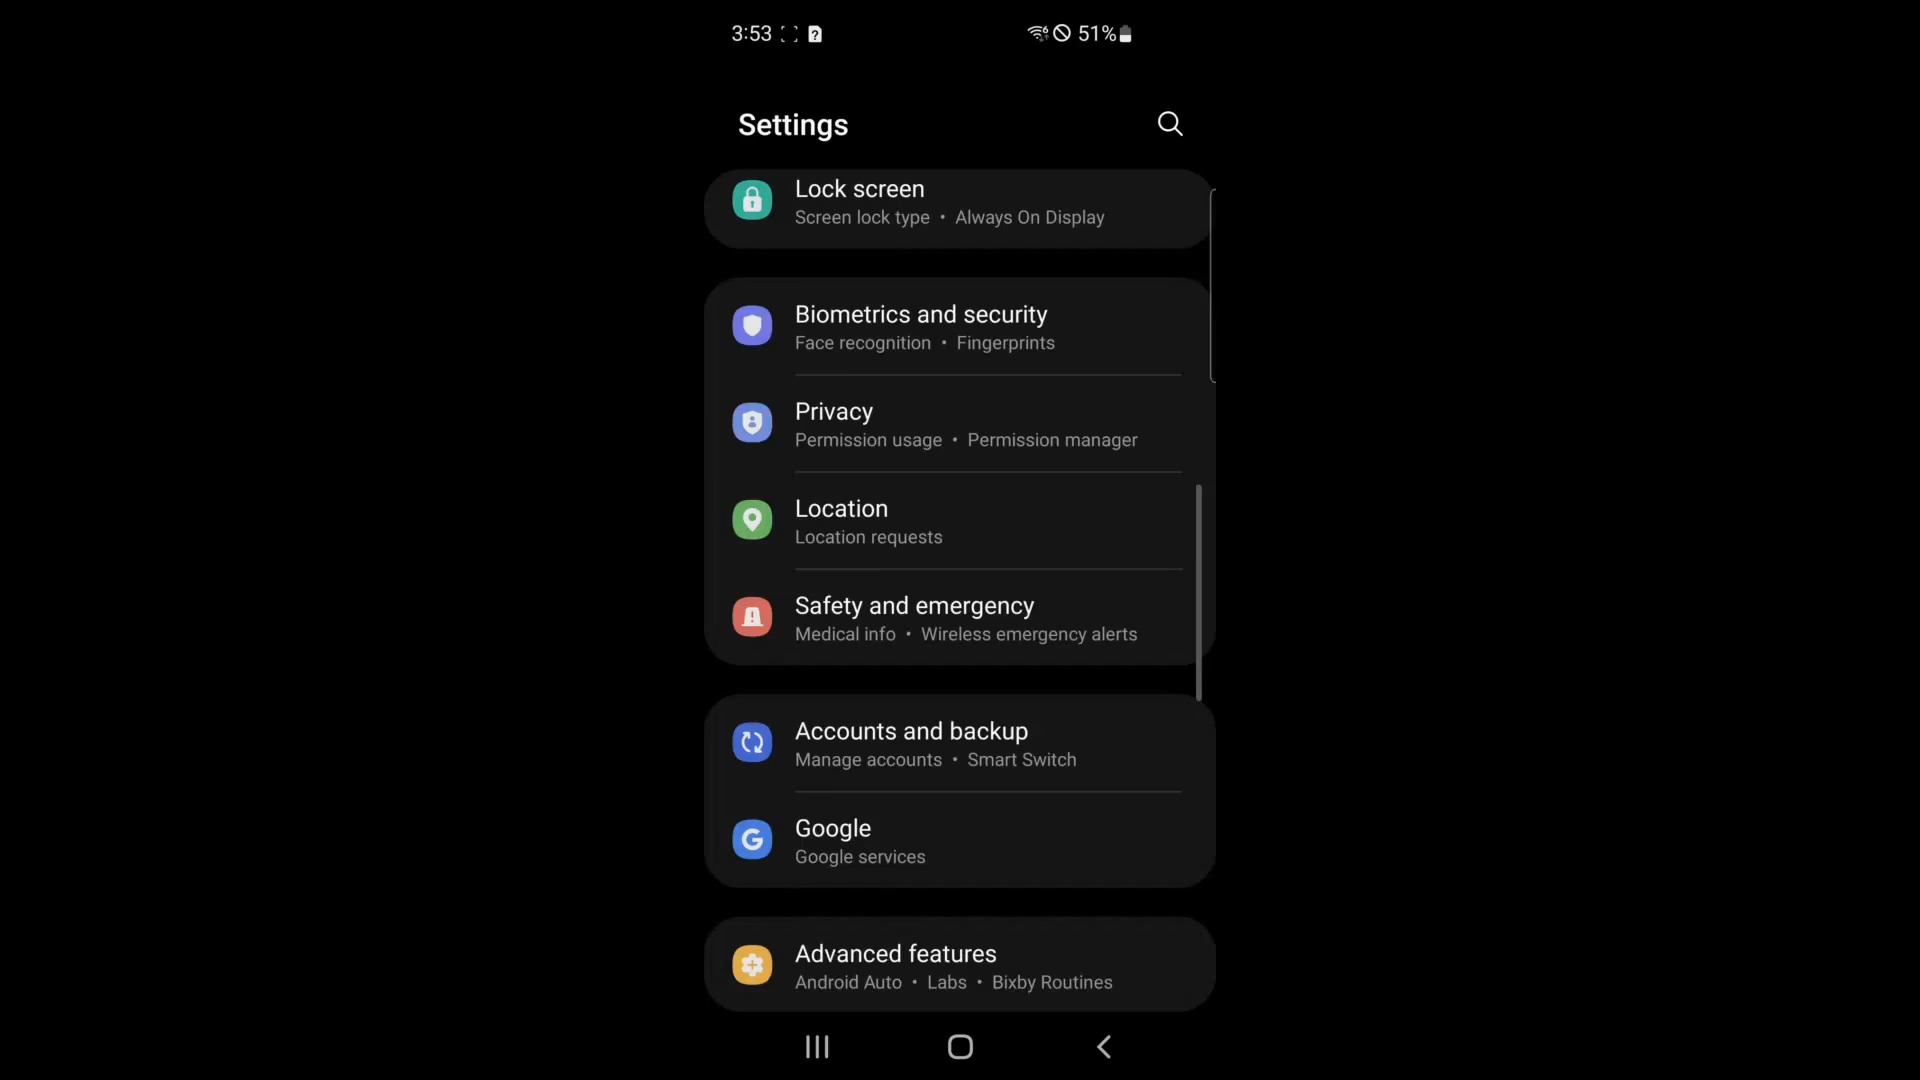 3:53 51%
Settings
Lock screen
Screen lock type • Always On Display
Biometrics and security
Face recognition • Fingerprints
Privacy
Permission usage • Permission manager
Location
Location requests
Safety and emergency
Medical info • Wireless emergency alerts
Accounts and backup
Manage accounts • Smart Switch
Google
Google services
Advanced features
Android Auto • Labs • Bixby Routines